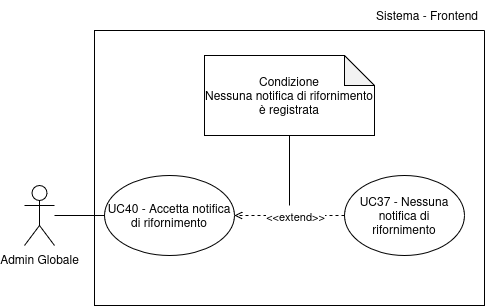 Sistema - Frontend
Condizione
Nessuna notifica di rifornimento
è registrata
UC40 - Accetta notifica
di rifornimento
<<extend>>
UC37 - Nessuna
notifica di
rifornimento
Admin Globale